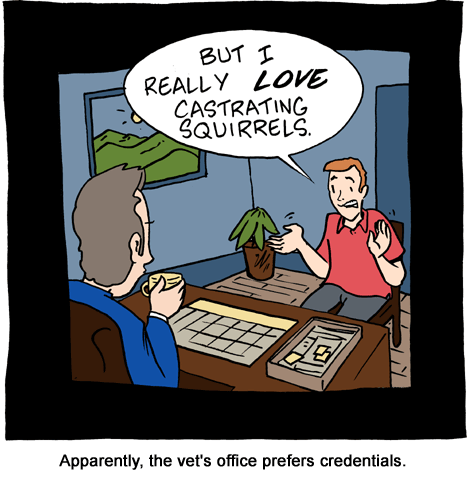 BUT I
REALLY LOVE
CASTRATING
SQUIRRELS.
Apparently, the vet's office prefers credentials.